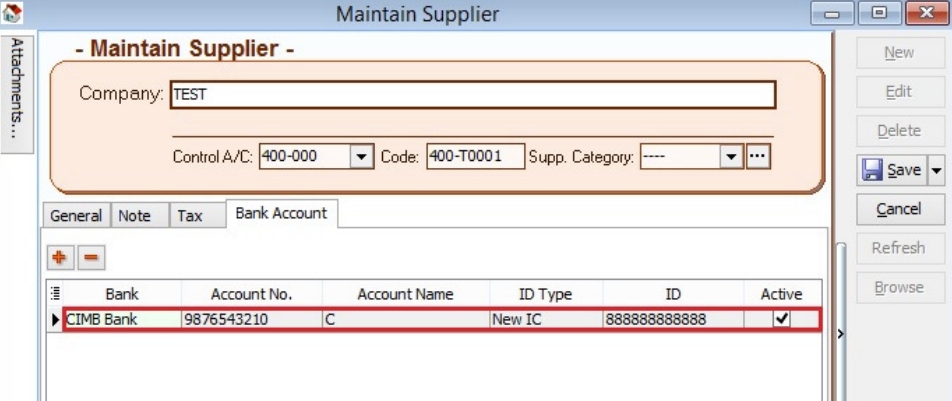 Maintain Supplier
Attachments...
- Maintain Supplier -
Company: TEST
Control A/C: 400-000 Code: 400-T0001 Supp. Category: ---- ...
General Note Tax Bank Account
Bank Account No. Account Name ID Type ID Active
CIMB Bank 9876543210 C New IC 888888888888
New
Edit
Delete
Save
Cancel
Refresh
Browse